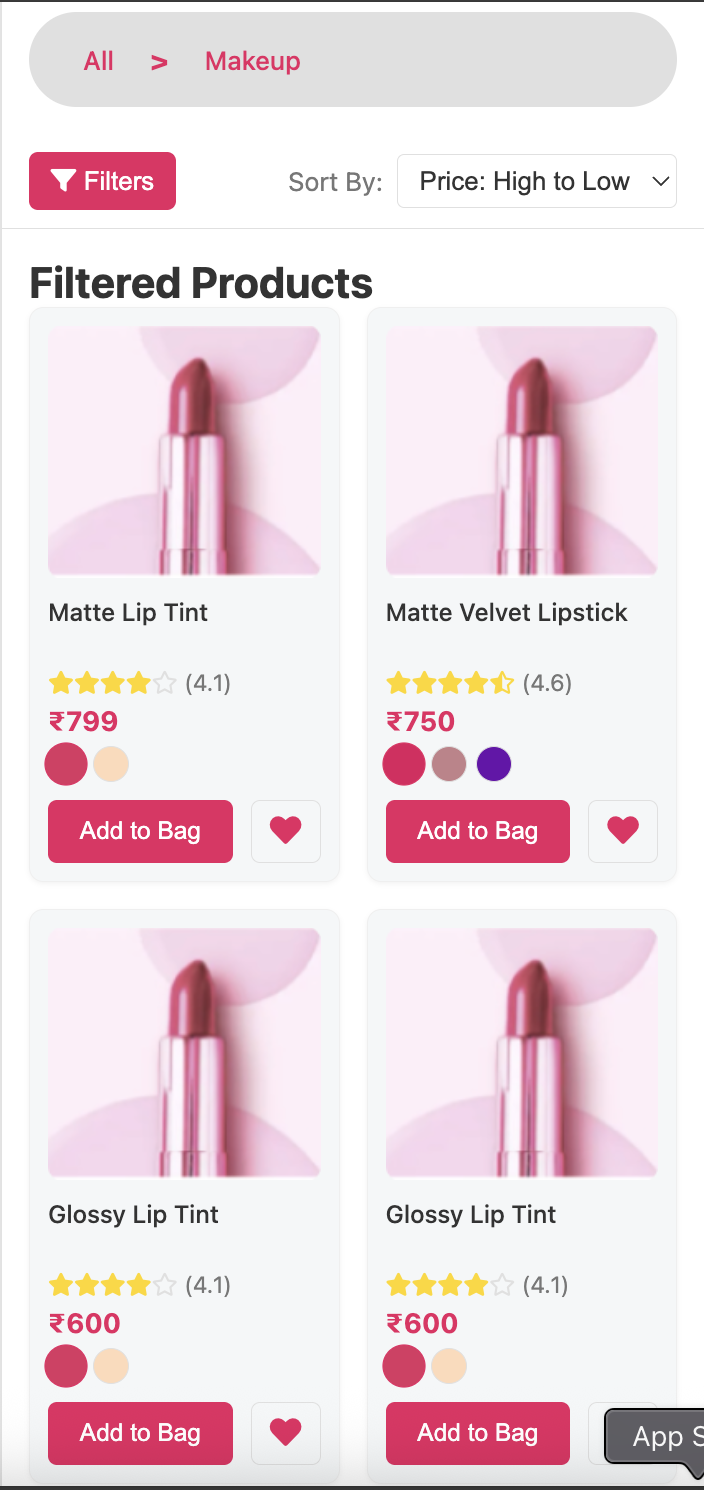 All > Makeup
Filters Sort By: Price: High to Low
Filtered Products
Matte Lip Tint
(4.1)
₹799
Add to Bag
Matte Velvet Lipstick
(4.6)
₹750
Add to Bag
Glossy Lip Tint
(4.1)
₹600
Add to Bag
Glossy Lip Tint
(4.1)
₹600
Add to Bag
App S